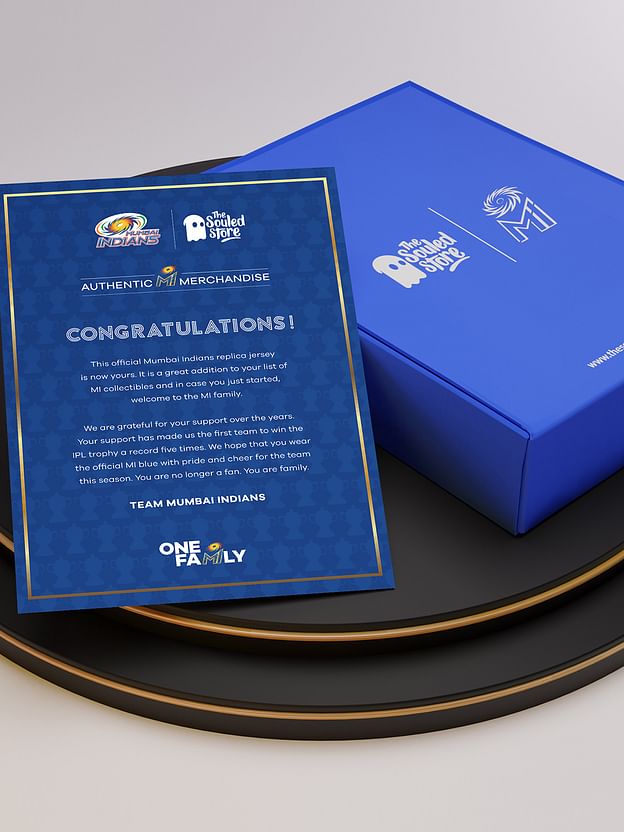 MUMBAI
INDIANS
The
Souled
Store
AUTHENTIC MI MERCHANDISE
CONGRATULATIONS!
This official Mumbai Indians replica jersey
is now yours. It is a great addition to your list of
MI collectibles and in case you just started,
welcome to the MI family.
We are grateful for your support over the years.
Your support has made us the first team to win the
IPL trophy a record five times. We hope that you wear
the official MI blue with pride and cheer for the team
this season. You are no longer a fan. You are family.
TEAM MUMBAI INDIANS
ONE
FAMILY
The
Souled
Store
MI
www.theso